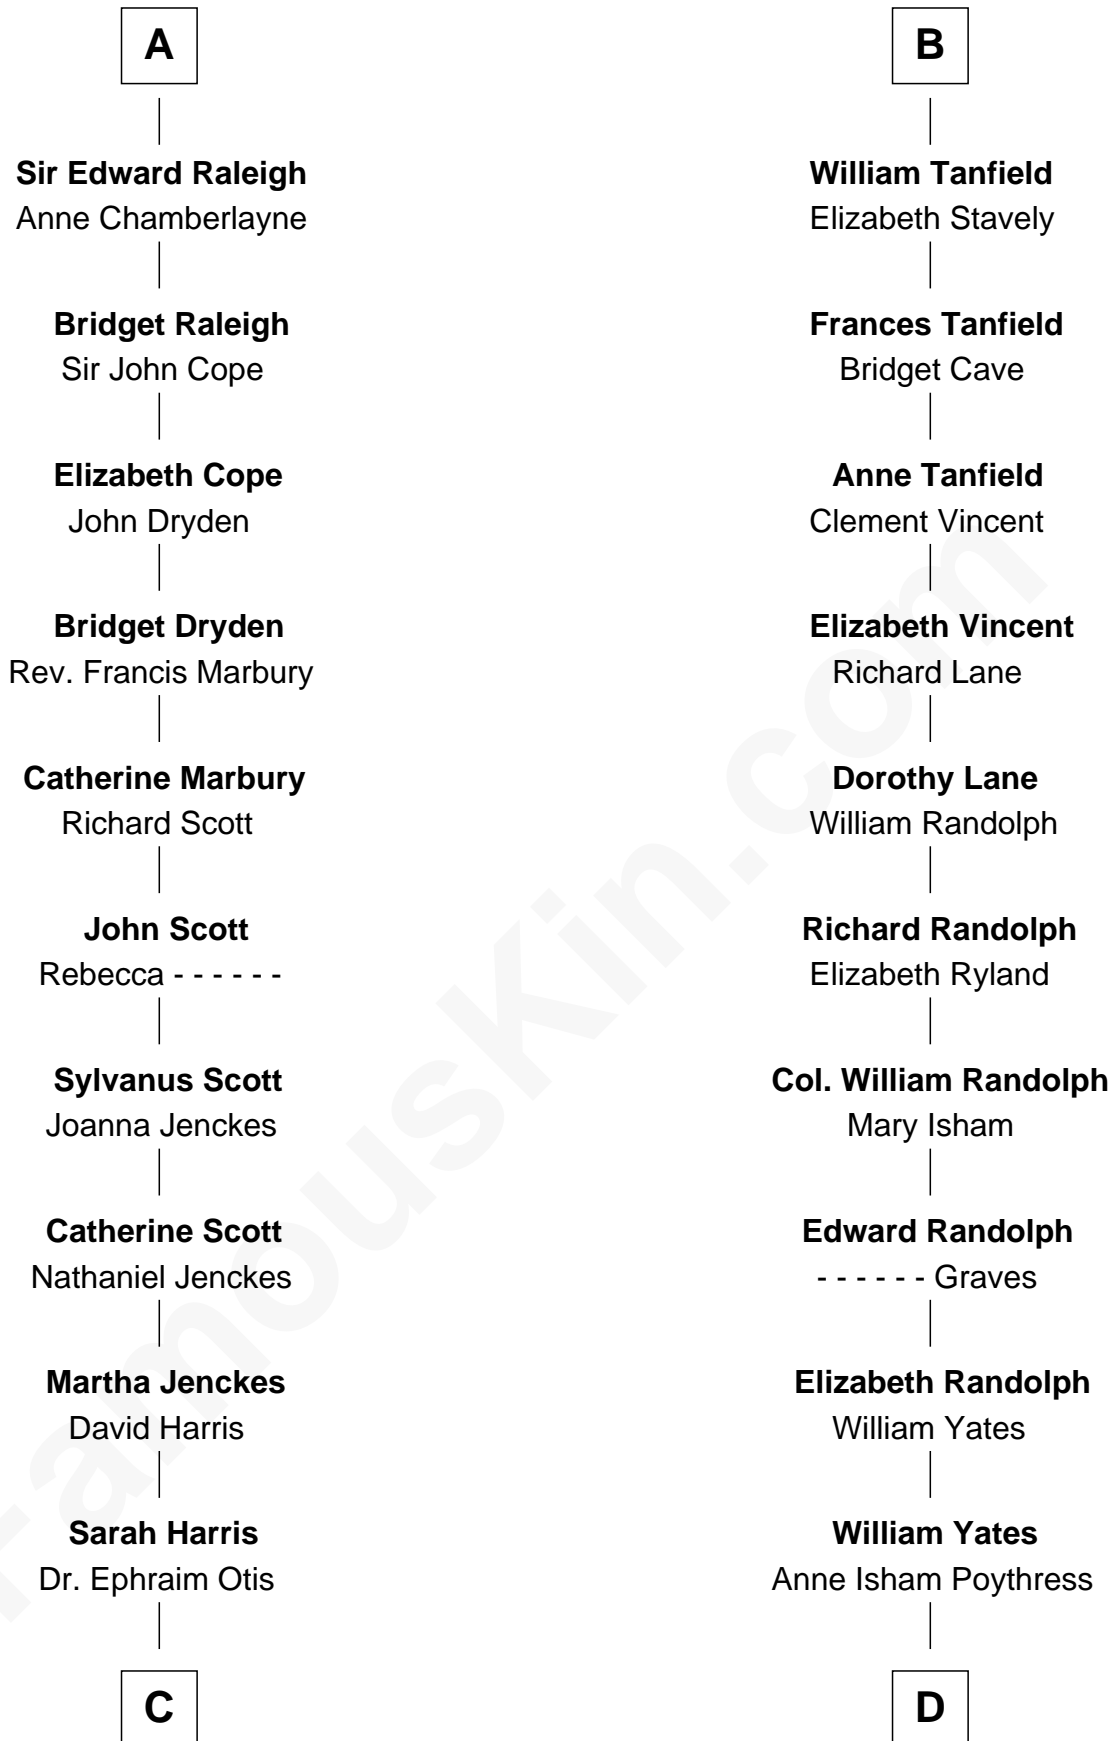 A
Sir Edward Raleigh
Anne Chamberlayne
Bridget Raleigh
Sir John Cope
Elizabeth Cope
John Dryden
Bridget Dryden
Rev. Francis Marbury
Catherine Marbury
Richard Scott
John Scott
Rebecca - - - - - -
Sylvanus Scott
Joanna Jenckes
Catherine Scott
Nathaniel Jenckes
Martha Jenckes
David Harris
Sarah Harris
Dr. Ephraim Otis
C
B
William Tanfield
Elizabeth Stavely
Frances Tanfield
Bridget Cave
Anne Tanfield
Clement Vincent
Elizabeth Vincent
Richard Lane
Dorothy Lane
William Randolph
Richard Randolph
Elizabeth Ryland
Col. William Randolph
Mary Isham
Edward Randolph
- - - - - - Graves
Elizabeth Randolph
William Yates
William Yates
Anne Isham Poythress
D
FamousKin.com